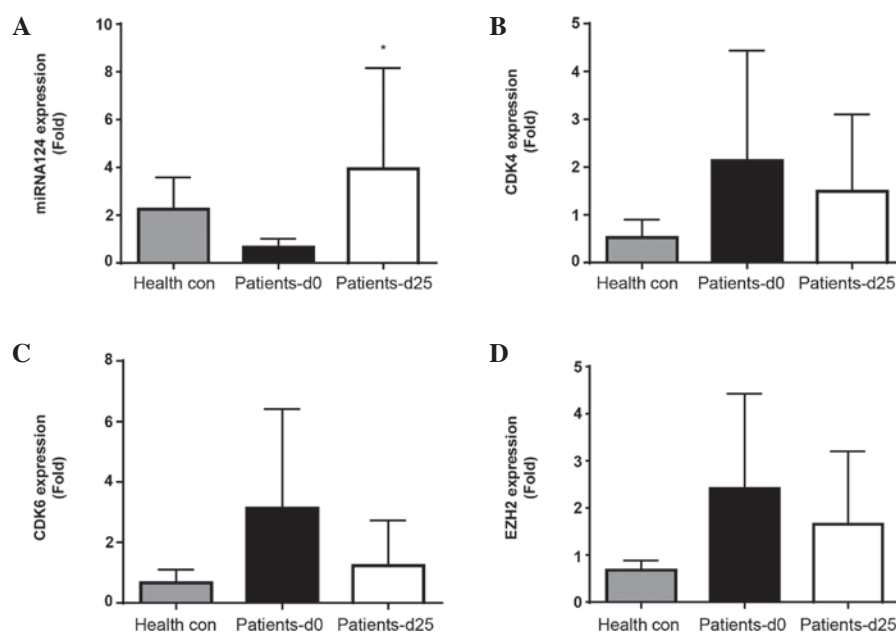 A
miRNA124 expression
(Fold)
10
8
6
4
2
0
*
Health con Patients-d0 Patients-d25
B
CDK4 expression
(Fold)
5
4
3
2
1
0
Health con Patients-d0 Patients-d25
C
CDK6 expression
(Fold)
8
6
4
2
0
Health con Patients-d0 Patients-d25
D
EZH2 expression
(Fold)
5
4
3
2
1
0
Health con Patients-d0 Patients-d25